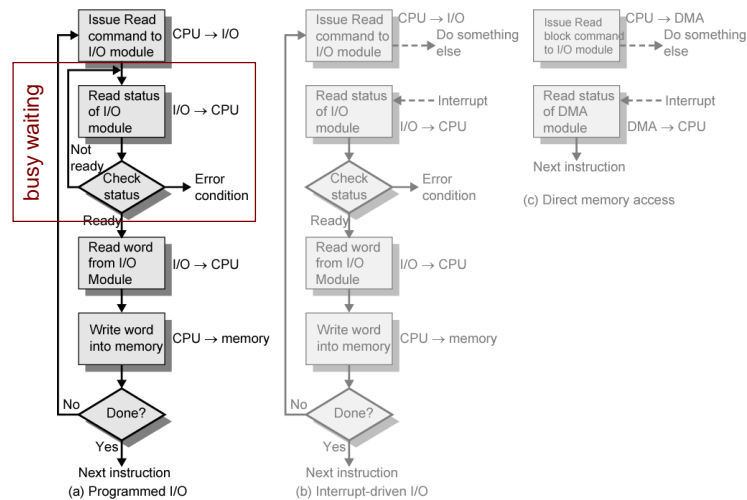 Issue Read
command to
I/O module
CPU → I/O
busy waiting
Read status
of I/O
module
I/O → CPU
Not
ready
Check
status
Error
condition
Ready
Read word
from I/O
Module
I/O → CPU
Write word
into memory
CPU → memory
No
Done?
Yes
Next instruction
(a) Programmed I/O
Issue Read
command to
I/O module
CPU → I/O
Do something
else
Read status
of I/O
module
Interrupt
I/O → CPU
Check
status
Error
condition
Ready
Read word
from I/O
Module
I/O → CPU
Write word
into memory
CPU → memory
No
Done?
Yes
Next instruction
(b) Interrupt-driven I/O
Issue Read
block command
to I/O module
CPU → DMA
Do something
else
Read status
of DMA
module
Interrupt
DMA → CPU
Next instruction
(c) Direct memory access